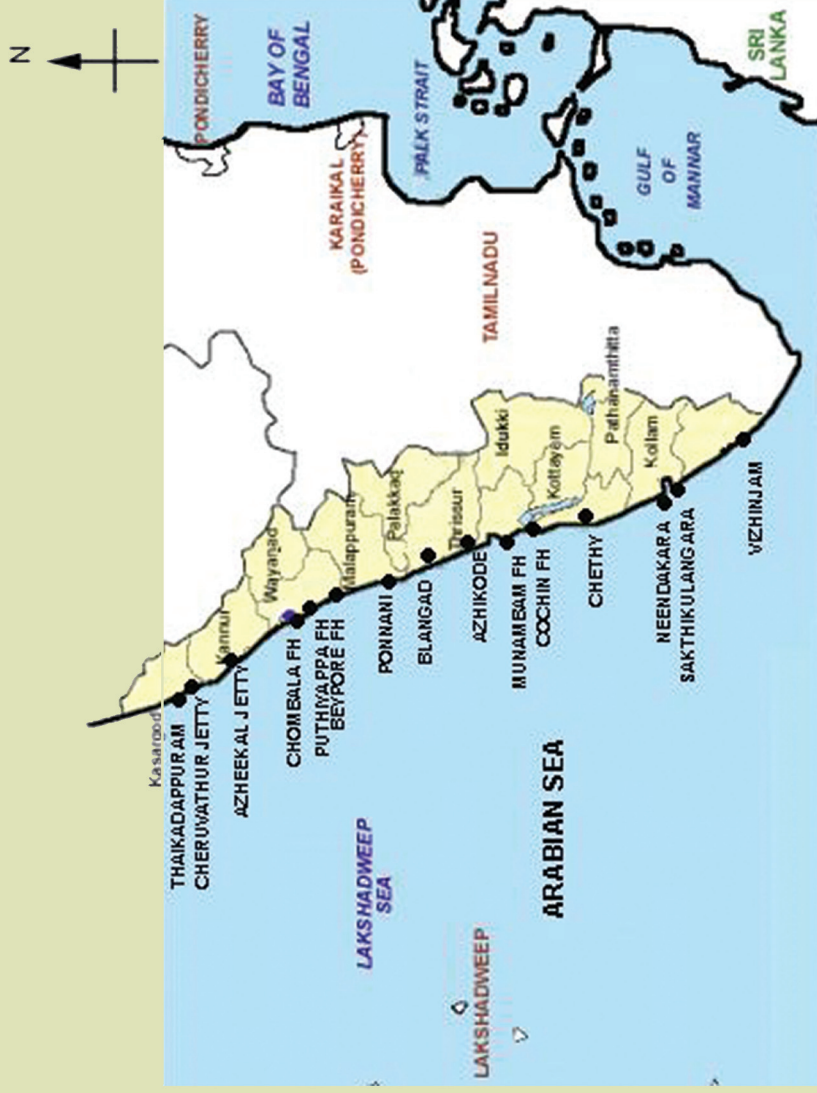 N
PONDICHERRY
BAY OF
BENGAL
KARAIKAL
(PONDICHERRY)
PALK STRAIT
SRI
LANKA
GULF
OF
MANNAR
TAMILNADU
Kasargod
Kannur
Wayanad
Malappuram
Palakkad
Thrissur
Idukki
Kottayam
Pathanamthitta
Kollam
THAIKADAPPURAM
CHERUVATHUR JETTY
AZHEEKAL JETTY
CHOMBALA FH
PUTHIYAPPA FH
BEYPORE FH
PONNANI
BLANGAD
AZHIKODE
MUNAMBAM FH
COCHIN FH
CHETHY
NEENDAKARA
SAKTHIKULANGARA
VIZHINJAM
LAKSHADWEEP
SEA
ARABIAN SEA
LAKSHADWEEP